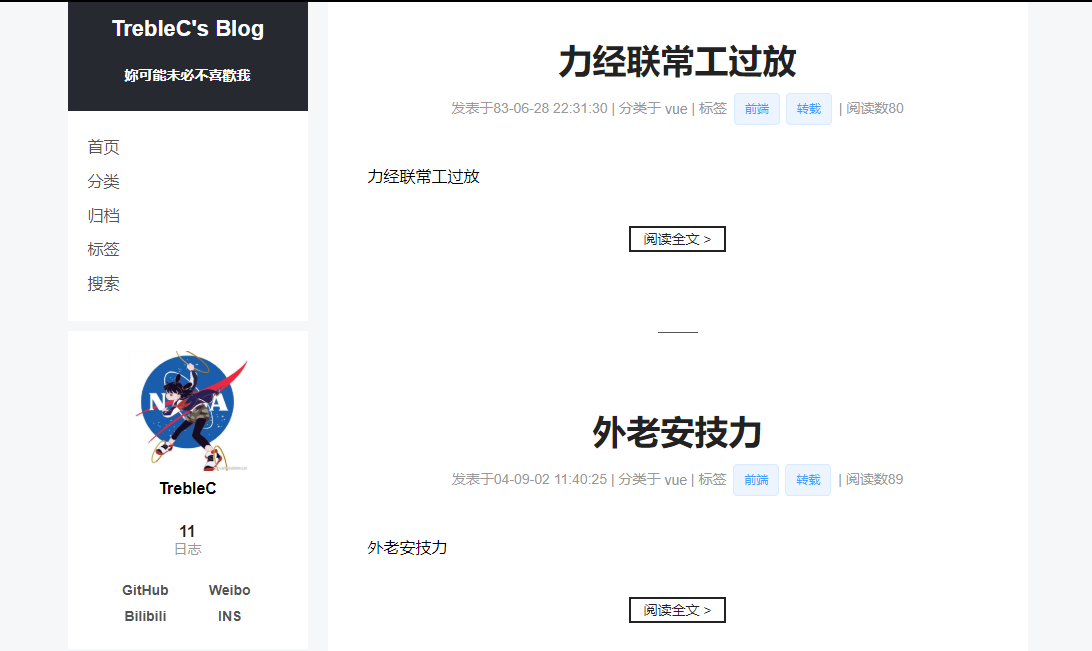 TrebleC's Blog
妳可能未必不喜歡我
首页
分类
归档
标签
搜索
TrebleC
11
日志
GitHub Weibo
Bilibili INS
力经联常工过放
发表于83-06-28 22:31:30 | 分类于 vue | 标签 前端 转载 | 阅读数80
力经联常工过放
阅读全文 >
外老安技力
发表于04-09-02 11:40:25 | 分类于 vue | 标签 前端 转载 | 阅读数89
外老安技力
阅读全文 >